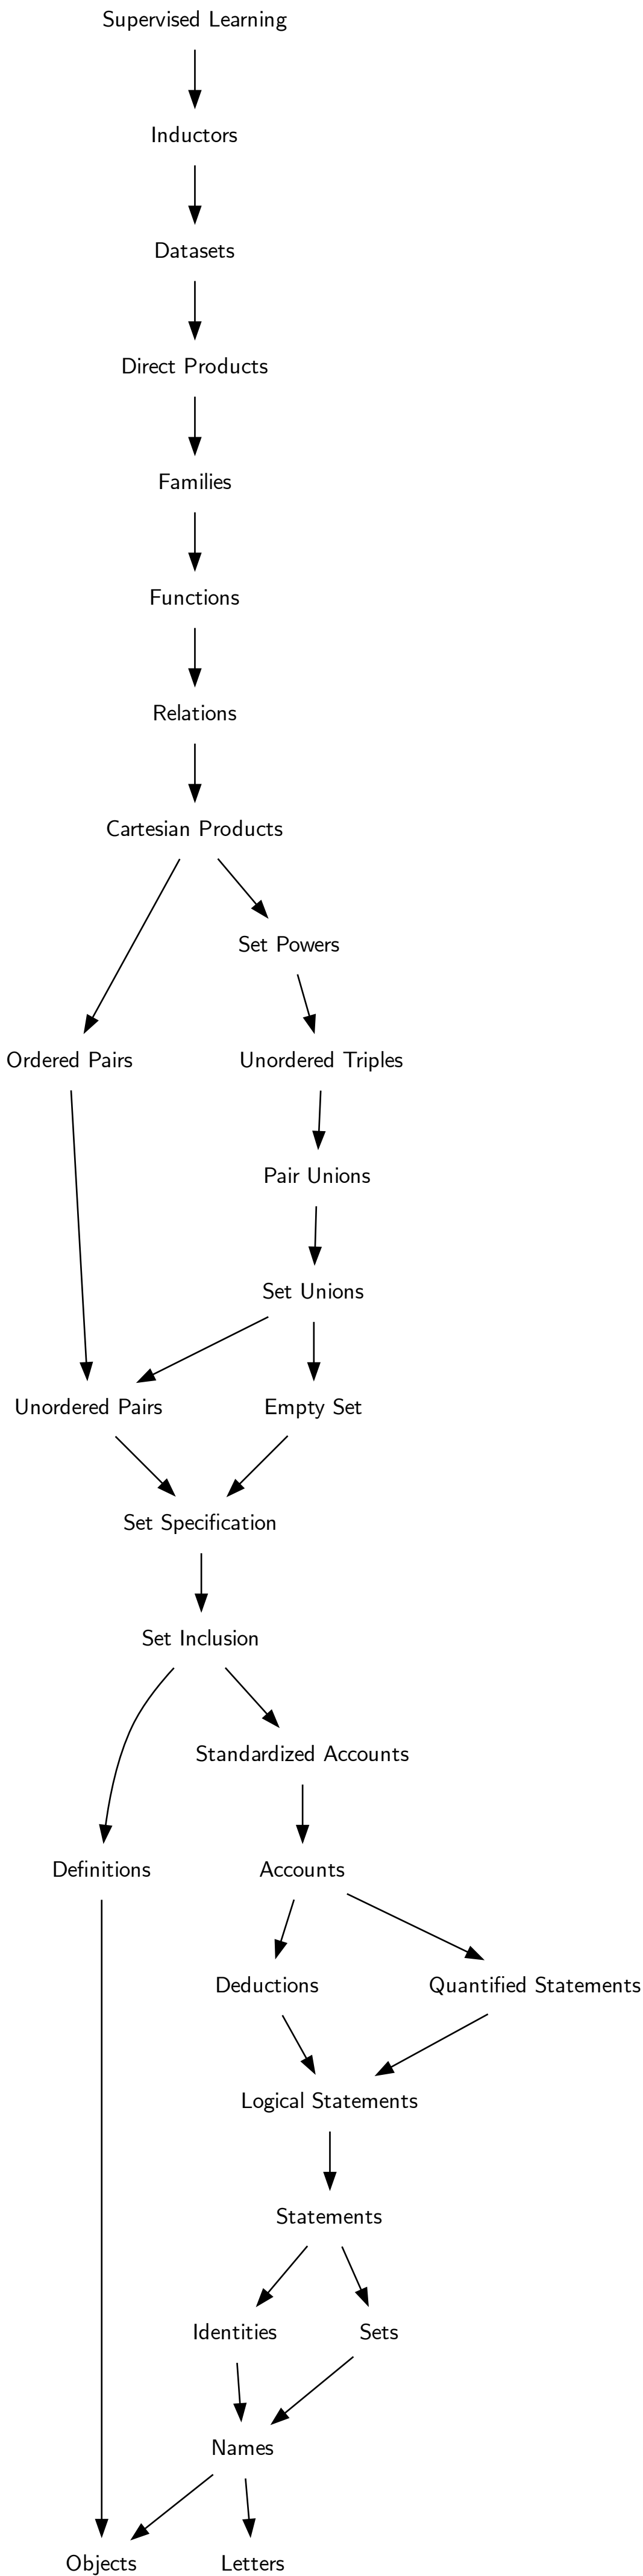 Supervised Learning
Inductors
Datasets
Direct Products
Families
Functions
Relations
Cartesian Products
Set Powers
Ordered Pairs
Unordered Triples
Pair Unions
Set Unions
Unordered Pairs
Empty Set
Set Specification
Set Inclusion
Standardized Accounts
Definitions
Accounts
Deductions
Quantified Statements
Logical Statements
Statements
Identities
Sets
Names
Objects
Letters